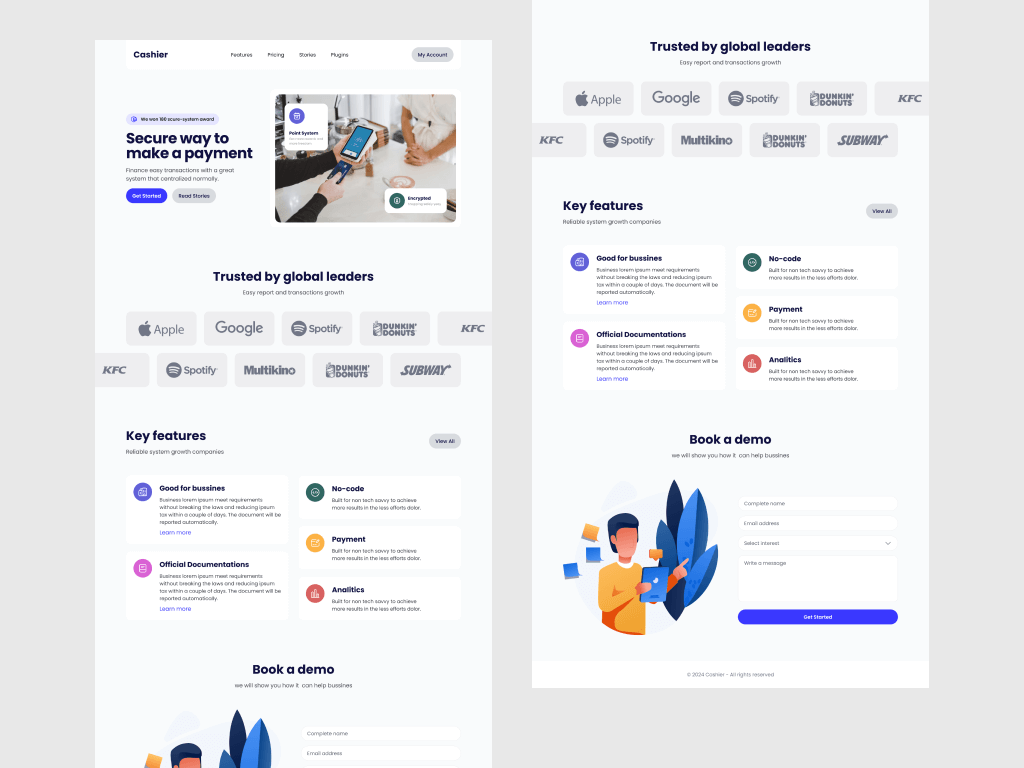 Cashier
Features
Pricing
Stories
Plugins
My Account
We won 100 secure-system award
Secure way to
make a payment
Finance easy transactions with a great
system that centralized normally.
Get Started
Read Stories
Point System
Encrypted
Trusted by global leaders
Easy report and transactions growth
Apple
Google
Spotify
DUNKIN'
DONUTS
KFC
KFC
Spotify
Multikino
DUNKIN'
DONUTS
SUBWAY
Key features
Reliable system growth companies
View All
Good for bussines
Business lorem ipsum meet requirements
without breaking the laws and reducing ipsum
tax within a couple of days. The document will be
reported automatically.
Learn more
Official Documentations
Business lorem ipsum meet requirements
without breaking the laws and reducing ipsum
tax within a couple of days. The document will be
reported automatically.
Learn more
No-code
Built for non tech savvy to achieve
more results in the less efforts dolor.
Payment
Built for non tech savvy to achieve
more results in the less efforts dolor.
Analitics
Built for non tech savvy to achieve
more results in the less efforts dolor.
Book a demo
we will show you how it can help bussines
Complete name
Email address
Trusted by global leaders
Easy report and transactions growth
Apple
Google
Spotify
DUNKIN'
DONUTS
KFC
KFC
Spotify
Multikino
DUNKIN'
DONUTS
SUBWAY
Key features
Reliable system growth companies
View All
Good for bussines
Business lorem ipsum meet requirements
without breaking the laws and reducing ipsum
tax within a couple of days. The document will be
reported automatically.
Learn more
Official Documentations
Business lorem ipsum meet requirements
without breaking the laws and reducing ipsum
tax within a couple of days. The document will be
reported automatically.
Learn more
No-code
Built for non tech savvy to achieve
more results in the less efforts dolor.
Payment
Built for non tech savvy to achieve
more results in the less efforts dolor.
Analitics
Built for non tech savvy to achieve
more results in the less efforts dolor.
Book a demo
we will show you how it can help bussines
Complete name
Email address
Select interest
Write a message
Get Started
© 2024 Cashier - All rights reserved